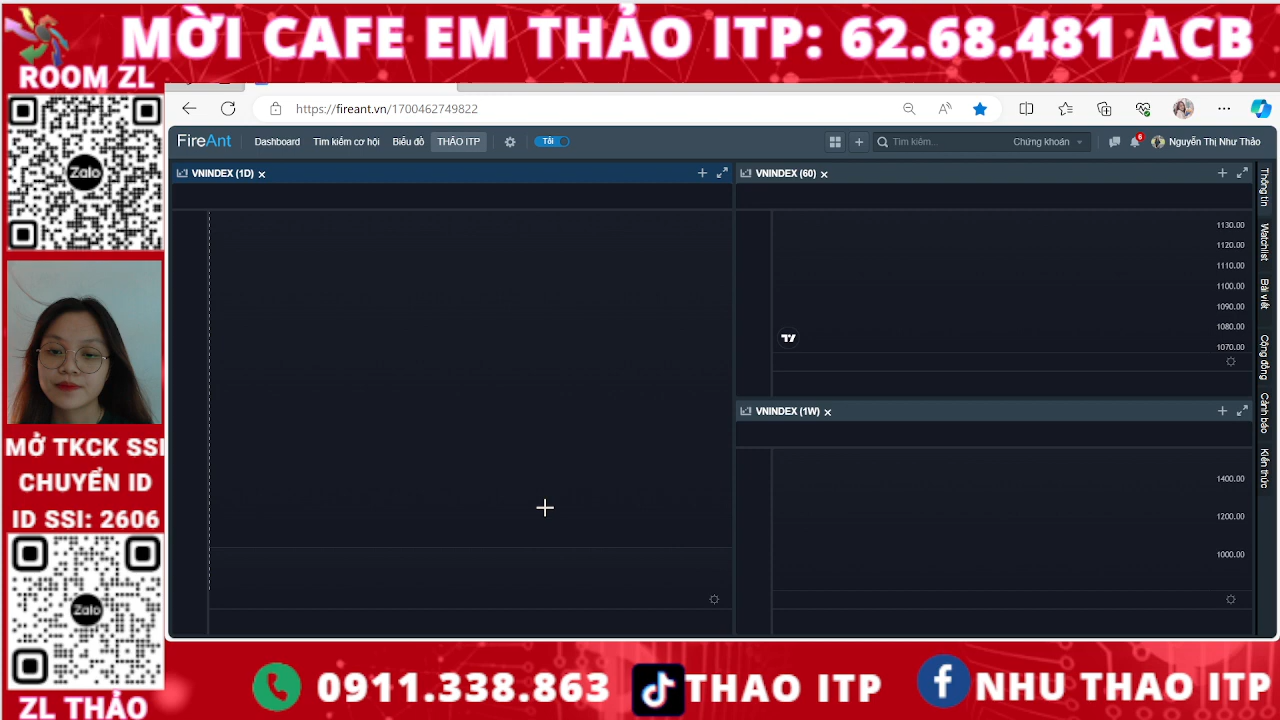 MỜI CAFE EM THẢO ITP: 62.68.481 ACB
ROOM ZL
Zalo
MỞ TKCK SSI
CHUYỂN ID
ID SSI: 2606
Zalo
ZL THẢO
https://fireant.vn/1700462749822
FireAnt
Dashboard
Tìm kiếm cơ hội
Biểu đồ
THẢO ITP
Tối
Tìm kiếm...
Chứng khoán
6
Nguyễn Thị Như Thảo
VNINDEX (1D)
VNINDEX (60)
1130.00
1120.00
1110.00
1100.00
1090.00
1080.00
1070.00
VNINDEX (1W)
1400.00
1200.00
1000.00
Thông tin
Watchlist
Bài viết
Cộng đồng
Cảnh báo
Kiến thức
0911.338.863
THAO ITP
NHU THAO ITP